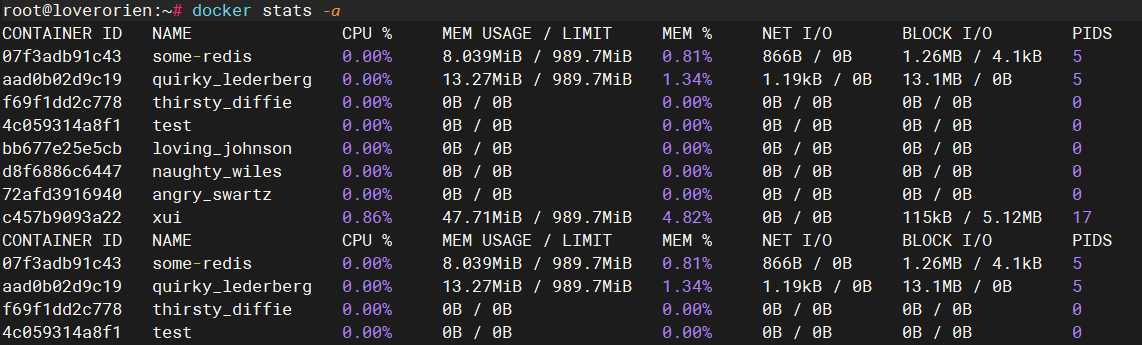 root@loverorien:~# docker stats -a
CONTAINER ID   NAME               CPU %     MEM USAGE / LIMIT     MEM %     NET I/O       BLOCK I/O        PIDS
07f3adb91c43   some-redis         0.00%     8.039MiB / 989.7MiB   0.81%     866B / 0B     1.26MB / 4.1kB   5
aad0b02d9c19   quirky_lederberg   0.00%     13.27MiB / 989.7MiB   1.34%     1.19kB / 0B   13.1MB / 0B      5
f69f1dd2c778   thirsty_diffie     0.00%     0B / 0B               0.00%     0B / 0B       0B / 0B          0
4c059314a8f1   test               0.00%     0B / 0B               0.00%     0B / 0B       0B / 0B          0
bb677e25e5cb   loving_johnson     0.00%     0B / 0B               0.00%     0B / 0B       0B / 0B          0
d8f6886c6447   naughty_wiles      0.00%     0B / 0B               0.00%     0B / 0B       0B / 0B          0
72afd3916940   angry_swartz       0.00%     0B / 0B               0.00%     0B / 0B       0B / 0B          0
c457b9093a22   xui                0.86%     47.71MiB / 989.7MiB   4.82%     0B / 0B       115kB / 5.12MB   17
CONTAINER ID   NAME               CPU %     MEM USAGE / LIMIT     MEM %     NET I/O       BLOCK I/O        PIDS
07f3adb91c43   some-redis         0.00%     8.039MiB / 989.7MiB   0.81%     866B / 0B     1.26MB / 4.1kB   5
aad0b02d9c19   quirky_lederberg   0.00%     13.27MiB / 989.7MiB   1.34%     1.19kB / 0B   13.1MB / 0B      5
f69f1dd2c778   thirsty_diffie     0.00%     0B / 0B               0.00%     0B / 0B       0B / 0B          0
4c059314a8f1   test               0.00%     0B / 0B               0.00%     0B / 0B       0B / 0B          0